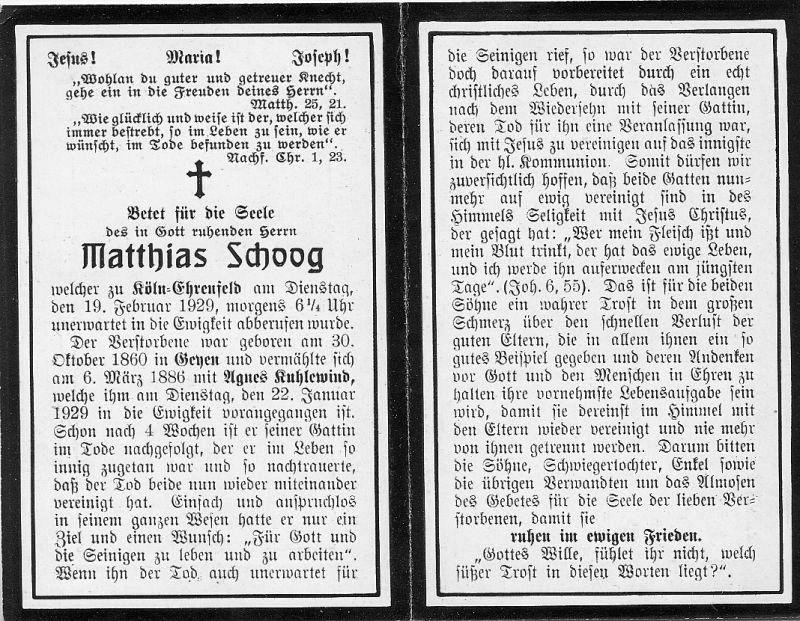 Jesus! Maria! Joseph!
„Wohlan du guter und getreuer Knecht,
gehe ein in die Freuden deines Herrn“.
Matth. 25, 21.
„Wie glücklich und weise ist der, welcher sich
immer bestrebt, so im Leben zu sein, wie er
wünscht, im Tode befunden zu werden“.
Nachf. Chr. 1, 23.
Betet für die Seele
des in Gott ruhenden Herrn
Matthias Schoog
welcher zu Köln-Ehrenfeld am Dienstag,
den 19. Februar 1929, morgens 6¼ Uhr
unerwartet in die Ewigkeit abberufen wurde.
Der Verstorbene war geboren am 30.
Oktober 1860 in Geyen und vermählte sich
am 6. März 1886 mit Agnes Kuhlewind,
welche ihm am Dienstag, den 22. Januar
1929 in die Ewigkeit vorangegangen ist.
Schon nach 4 Wochen ist er seiner Gattin
im Tode nachgefolgt, der er im Leben so
innig zugetan war und so nachtrauerte,
daß der Tod beide nun wieder miteinander
vereinigt hat. Einfach und anspruchslos
in seinem ganzen Wesen hatte er nur ein
Ziel und einen Wunsch: „Für Gott und
die Seinigen zu leben und zu arbeiten“.
Wenn ihn der Tod auch unerwartet für
die Seinigen rief, so war der Verstorbene
doch darauf vorbereitet durch ein echt
christliches Leben, durch das Verlangen
nach dem Wiedersehn mit seiner Gattin,
deren Tod für ihn eine Veranlassung war,
sich mit Jesus zu vereinigen auf das innigste
in der hl. Kommunion. Somit dürfen wir
zuversichtlich hoffen, daß beide Gatten nun-
mehr auf ewig vereinigt sind in des
Himmels Seligkeit mit Jesus Christus,
der gesagt hat: „Wer mein Fleisch ißt und
mein Blut trinkt, der hat das ewige Leben,
und ich werde ihn auferwecken am jüngsten
Tage“. (Joh. 6, 55). Das ist für die beiden
Söhne ein wahrer Trost in dem großen
Schmerz über den schnellen Verlust der
guten Eltern, die in allem ihnen ein so
gutes Beispiel gegeben und deren Andenken
vor Gott und den Menschen in Ehren zu
halten ihre vornehmste Lebensaufgabe sein
wird, damit sie dereinst im Himmel mit
den Eltern wieder vereinigt und nie mehr
von ihnen getrennt werden. Darum bitten
die Söhne, Schwiegertochter, Enkel sowie
die übrigen Verwandten um das Almosen
des Gebetes für die Seele der lieben Ver-
storbenen, damit sie
ruhen im ewigen Frieden.
„Gottes Wille, fühlet ihr nicht, welch
süßer Trost in diesen Worten liegt?“.